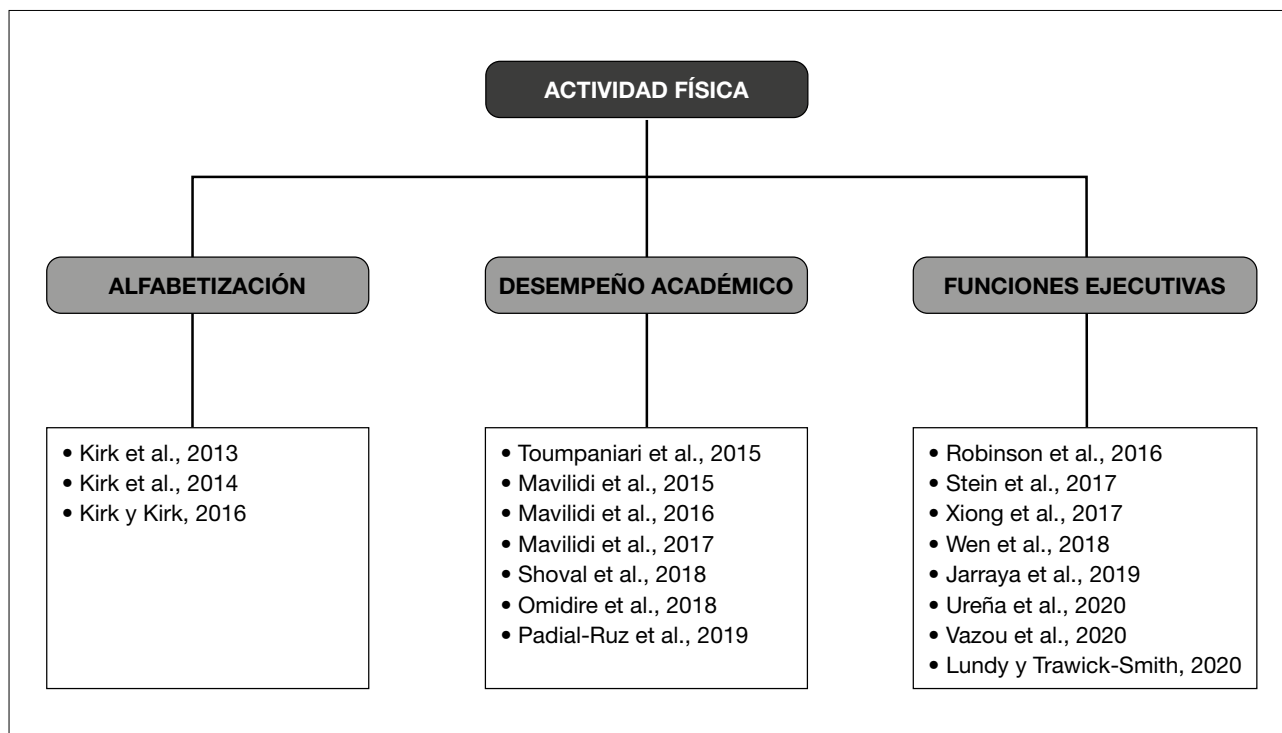 ACTIVIDAD FÍSICA
ALFABETIZACIÓN
DESEMPEÑO ACADÉMICO
FUNCIONES EJECUTIVAS
• Kirk et al., 2013
• Kirk et al., 2014
• Kirk y Kirk, 2016
• Toumpaniari et al., 2015
• Mavilidi et al., 2015
• Mavilidi et al., 2016
• Mavilidi et al., 2017
• Shoval et al., 2018
• Omidire et al., 2018
• Padial-Ruz et al., 2019
• Robinson et al., 2016
• Stein et al., 2017
• Xiong et al., 2017
• Wen et al., 2018
• Jarraya et al., 2019
• Ureña et al., 2020
• Vazou et al., 2020
• Lundy y Trawick-Smith, 2020